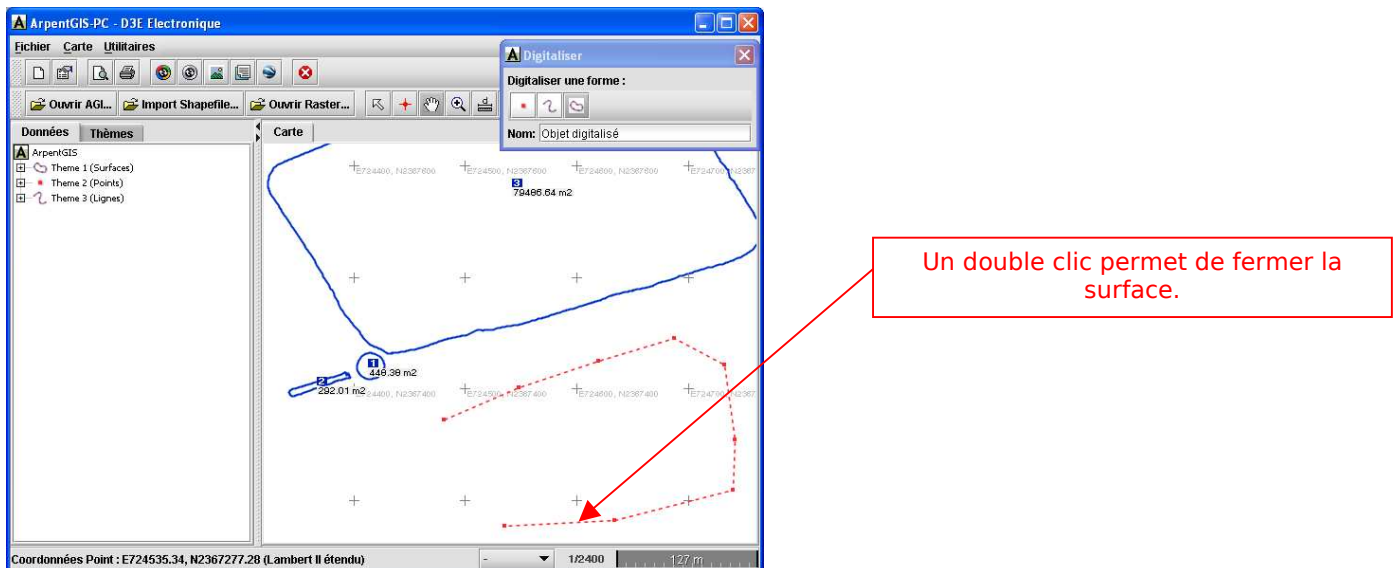 ArpentGIS-PC - D3E Electronique
Fichier Carte Utilitaires
Digitaliser
Digitaliser une forme :
Ouvrir AGI... Import Shapefile... Ouvrir Raster...
Nom: Objet digitalisé
Données Thèmes Carte
ArpentGIS
Theme 1 (Surfaces)
Theme 2 (Points)
Theme 3 (Lignes)
E724400, N2367600 E724500, N2367600 E724600, N2367600 E724700, N2367
3
79486.64 m2
Un double clic permet de fermer la
surface.
1
448.38 m2
2
292.01 m2
E724400, N2367400 E724500, N2367400 E724600, N2367400 E724700, N2367
Coordonnées Point : E724535.34, N2367277.28 (Lambert II étendu) - 1/2400 127 m